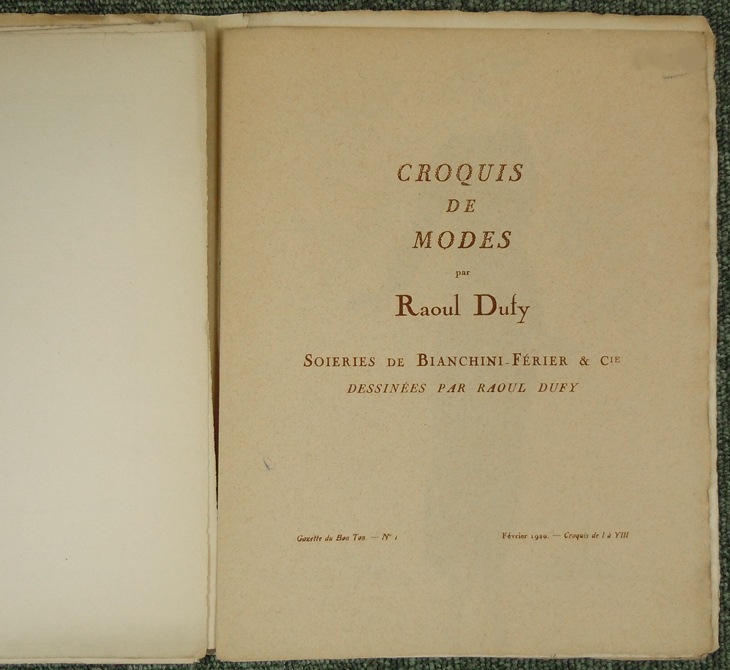 CROQUIS
DE
MODES
par
Raoul Dufy
SOIERIES DE BIANCHINI-FÉRIER & CIE
DESSINÉES PAR RAOUL DUFY
Gazette du Bon Ton. — N° 1
Février 1920. — Croquis de I à VIII